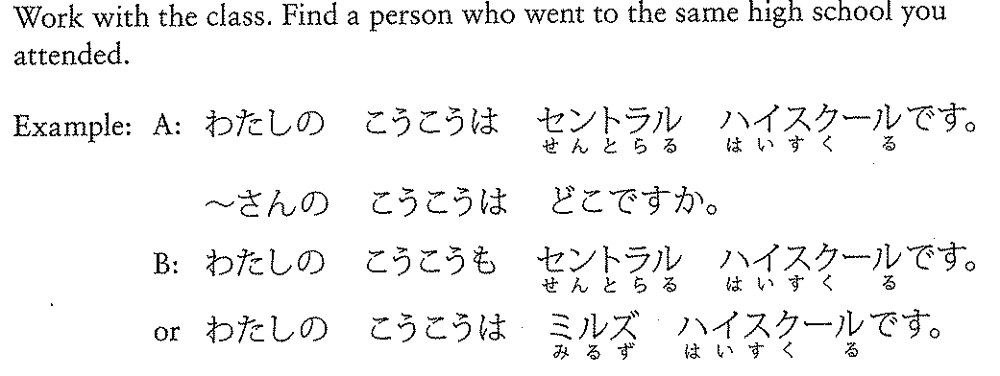 Work with the class. Find a person who went to the same high school you
attended.
Example: A: わたしの こうこうは セントラル ハイスクールです。
せんとらる はいすく る
〜さんの こうこうは どこですか。
B: わたしの こうこうも セントラル ハイスクールです。
せんとらる はいすく る
or わたしの こうこうは ミルズ ハイスクールです。
みるず はいすく る